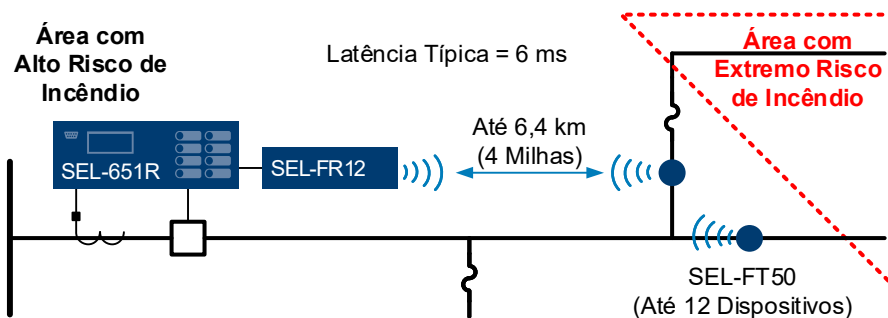 Área com
Alto Risco de
Incêndio
Latência Típica = 6 ms
Área com
Extremo Risco
de Incêndio
SEL-651R
SEL-FR12
Até 6,4 km
(4 Milhas)
SEL-FT50
(Até 12 Dispositivos)